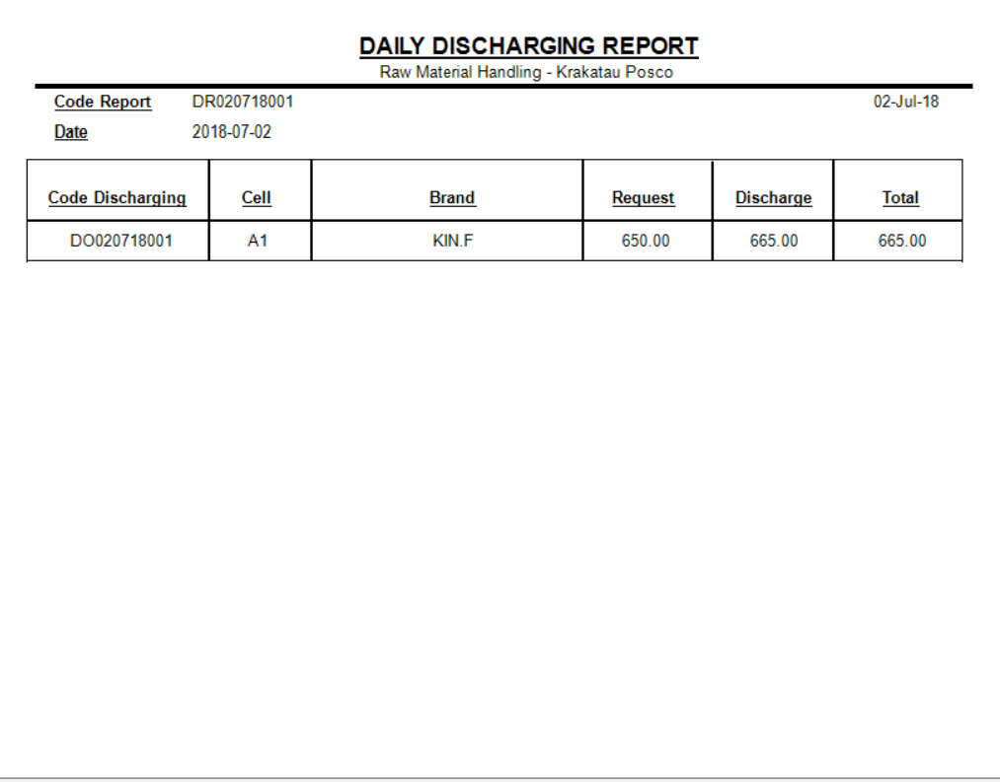 DAILY DISCHARGING REPORT
Raw Material Handling - Krakatau Posco
Code Report DR020718001 02-Jul-18
Date 2018-07-02
Code Discharging Cell Brand Request Discharge Total
DO020718001 A1 KIN.F 650.00 665.00 665.00